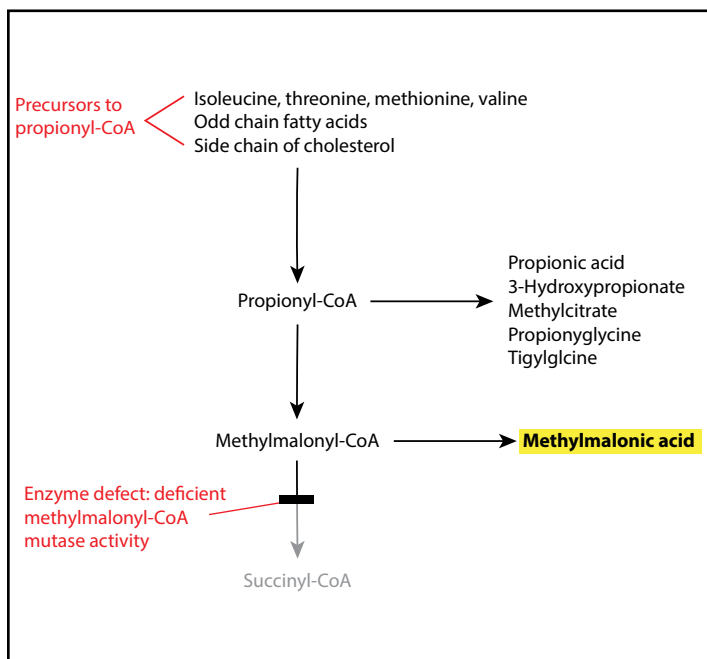 Precursors to
propionyl-CoA
Isoleucine, threonine, methionine, valine
Odd chain fatty acids
Side chain of cholesterol
Propionyl-CoA
Propionic acid
3-Hydroxypropionate
Methylcitrate
Propionyglycine
Tigylglcine
Methylmalonyl-CoA
Methylmalonic acid
Enzyme defect: deficient
methylmalonyl-CoA
mutase activity
Succinyl-CoA